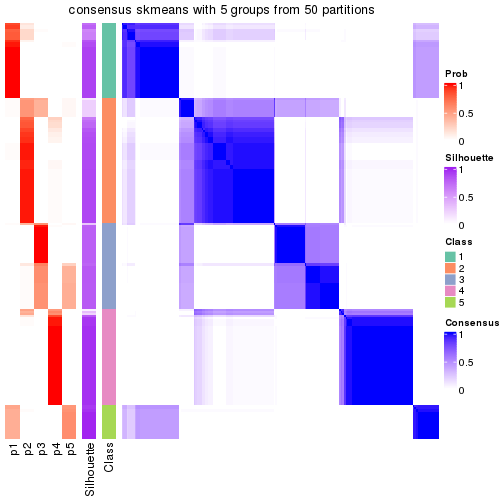 consensus skmeans with 5 groups from 50 partitions
Prob
1
0.5
0
Silhouette
1
0.5
0
Class
1
2
3
4
5
Consensus
1
0.5
0
p1
p2
p3
p4
p5
Silhouette
Class